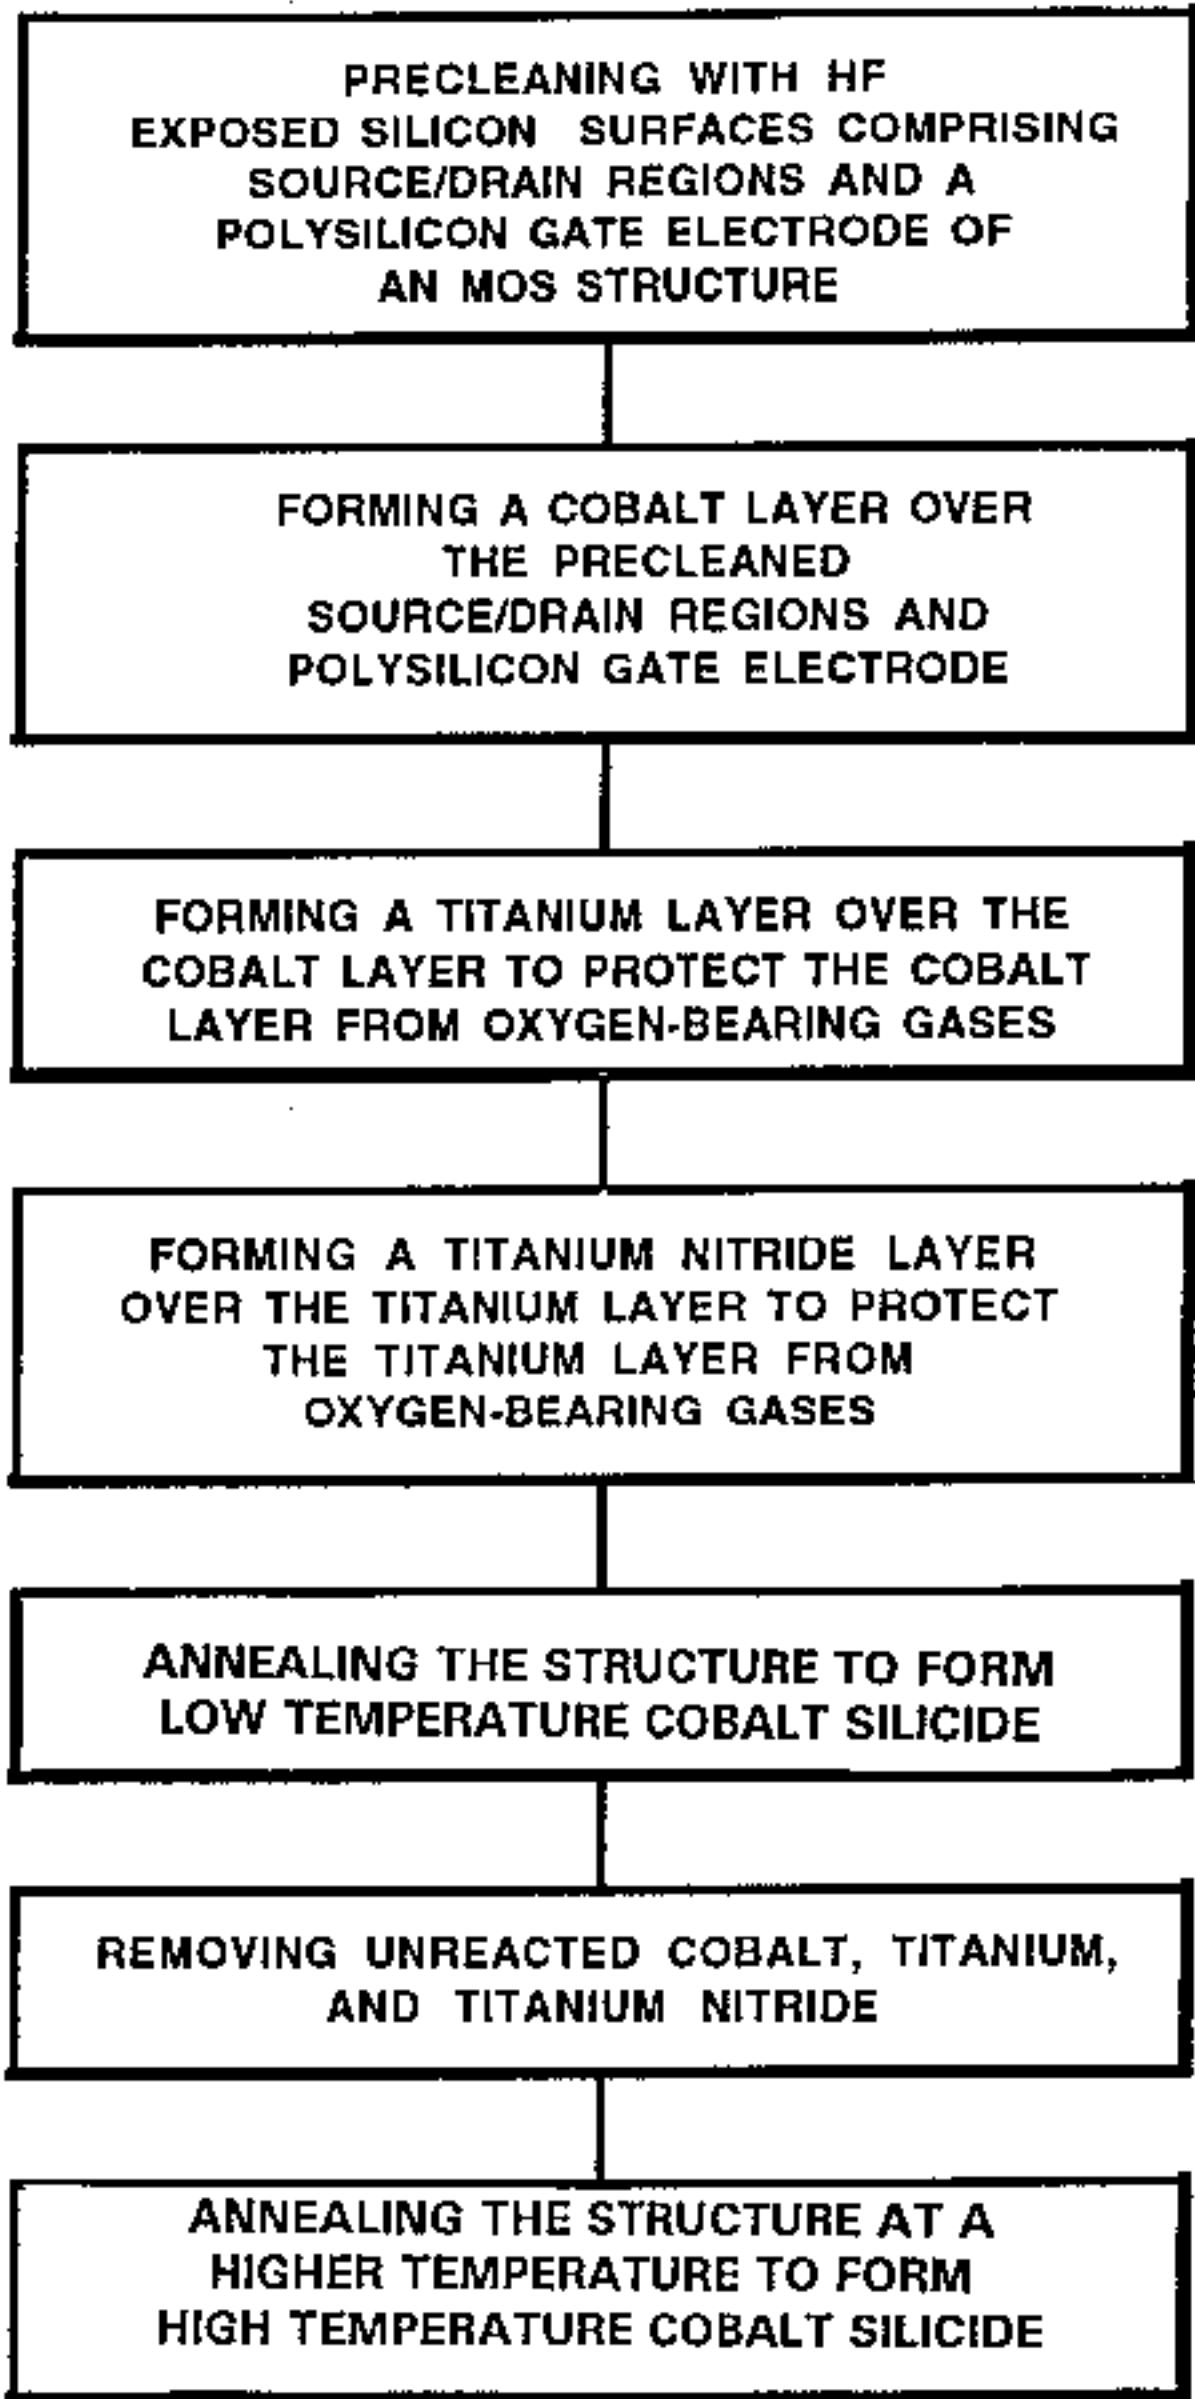 PRECLEANING WITH HF
EXPOSED SILICON SURFACES COMPRISING
SOURCE/DRAIN REGIONS AND A
POLYSILICON GATE ELECTRODE OF
AN MOS STRUCTURE
FORMING A COBALT LAYER OVER
THE PRECLEANED
SOURCE/DRAIN REGIONS AND
POLYSILICON GATE ELECTRODE
FORMING A TITANIUM LAYER OVER THE
COBALT LAYER TO PROTECT THE COBALT
LAYER FROM OXYGEN-BEARING GASES
FORMING A TITANIUM NITRIDE LAYER
OVER THE TITANIUM LAYER TO PROTECT
THE TITANIUM LAYER FROM
OXYGEN-BEARING GASES
ANNEALING THE STRUCTURE TO FORM
LOW TEMPERATURE COBALT SILICIDE
REMOVING UNREACTED COBALT, TITANIUM,
AND TITANIUM NITRIDE
ANNEALING THE STRUCTURE AT A
HIGHER TEMPERATURE TO FORM
HIGH TEMPERATURE COBALT SILICIDE